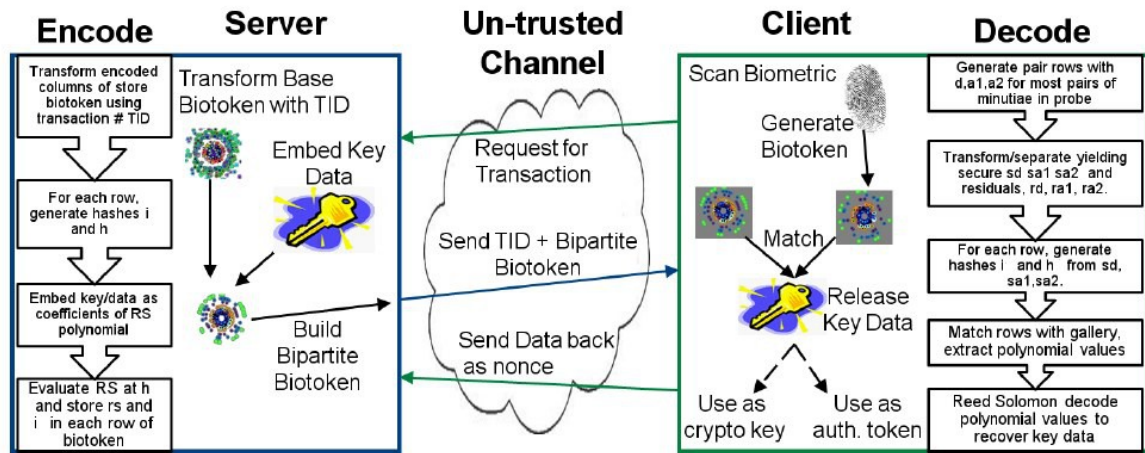 Encode
Transform encoded
columns of store
biotoken using
transaction # TID
For each row,
generate hashes i
and h
Embed key/data as
coefficients of RS
polynomial
Evaluate RS at h
and store rs and
i in each row of
biotoken
Server
Transform Base
Biotoken with TID
Embed Key
Data
Build
Bipartite
Biotoken
Un-trusted
Channel
Request for
Transaction
Send TID + Bipartite
Biotoken
Send Data back
as nonce
Client
Scan Biometric
Generate
Biotoken
Match
Release
Key Data
Use as
crypto key
Use as
auth. token
Decode
Generate pair rows with
d,a1,a2 for most pairs of
minutiae in probe
Transform/separate yielding
secure sd sa1 sa2 and
residuals, rd, ra1, ra2.
For each row, generate
hashes i and h from sd,
sa1,sa2.
Match rows with gallery,
extract polynomial values
Reed Solomon decode
polynomial values to
recover key data